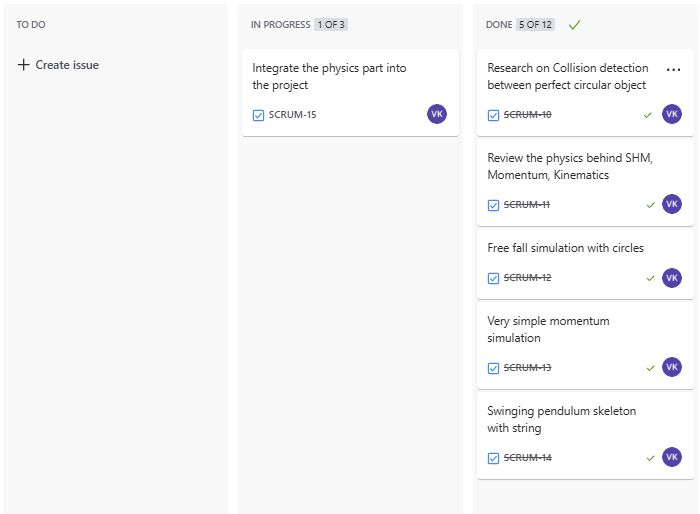 TO DO
+ Create issue
IN PROGRESS 1 OF 3
Integrate the physics part into
the project
SCRUM-15 VK
DONE 5 OF 12
Research on Collision detection
between perfect circular object
SCRUM-10 VK
Review the physics behind SHM,
Momentum, Kinematics
SCRUM-11 VK
Free fall simulation with circles
SCRUM-12 VK
Very simple momentum
simulation
SCRUM-13 VK
Swinging pendulum skeleton
with string
SCRUM-14 VK